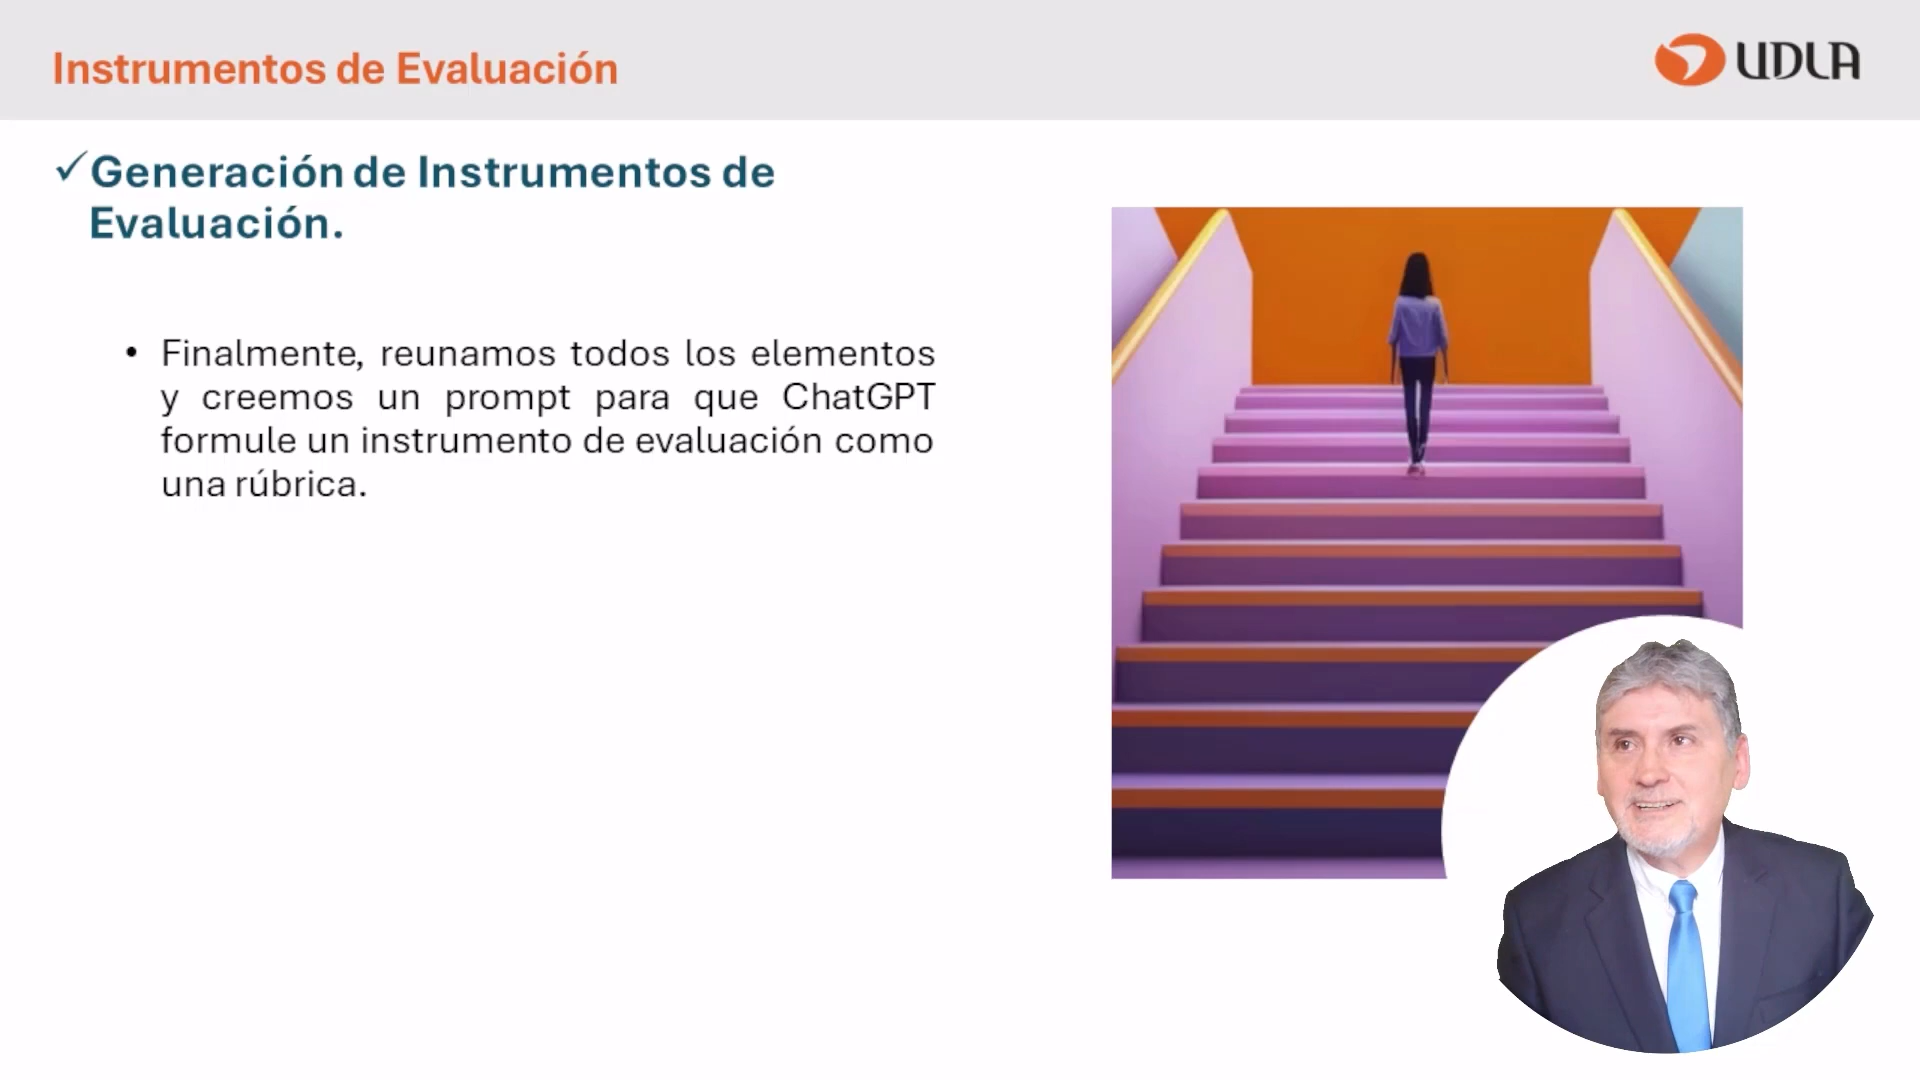 Instrumentos de Evaluación
UDLA
✓Generación de Instrumentos de
Evaluación.
• Finalmente, reunamos todos los elementos
y creemos un prompt para que ChatGPT
formule un instrumento de evaluación como
una rúbrica.